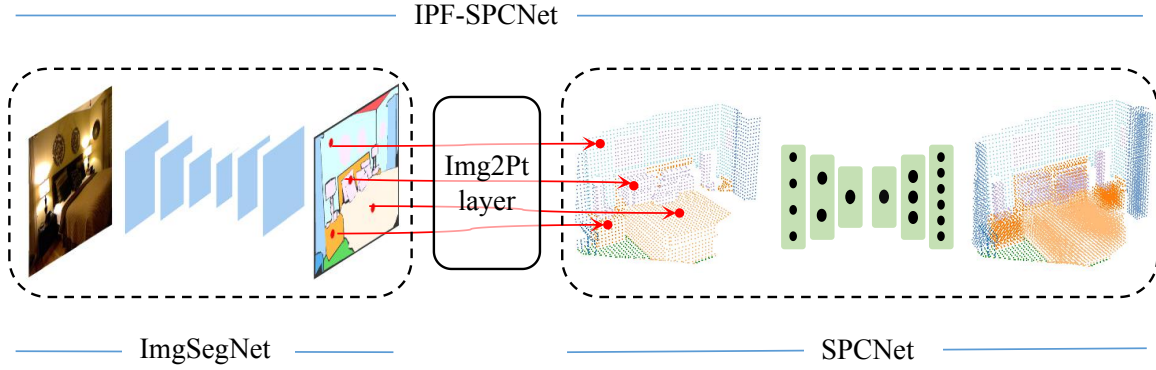 IPF-SPCNet
Img2Pt
layer
ImgSegNet
SPCNet